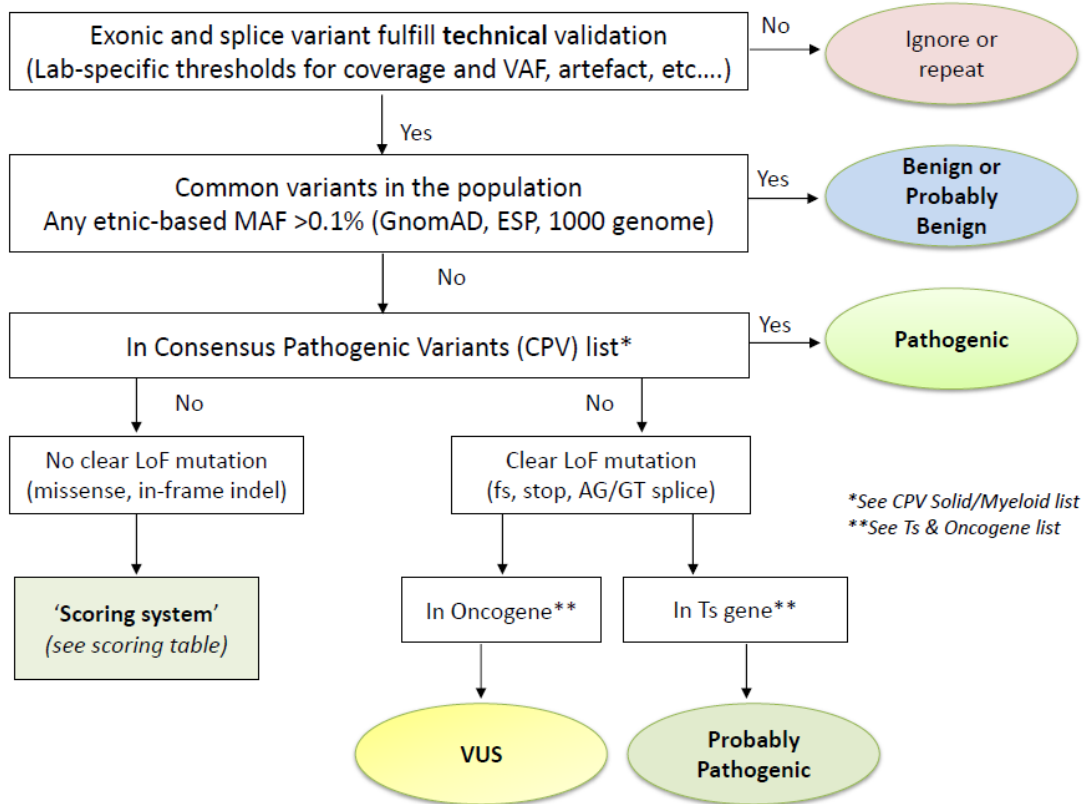 Exonic and splice variant fulfill technical validation
(Lab-specific thresholds for coverage and VAF, artefact, etc....)
No
Ignore or
repeat
Yes
Common variants in the population
Any etnic-based MAF >0.1% (GnomAD, ESP, 1000 genome)
Yes
Benign or
Probably
Benign
No
In Consensus Pathogenic Variants (CPV) list*
Yes
Pathogenic
No
No
No clear LoF mutation
(missense, in-frame indel)
Clear LoF mutation
(fs, stop, AG/GT splice)
*See CPV Solid/Myeloid list
**See Ts & Oncogene list
‘Scoring system’
(see scoring table)
In Oncogene**
In Ts gene**
VUS
Probably
Pathogenic